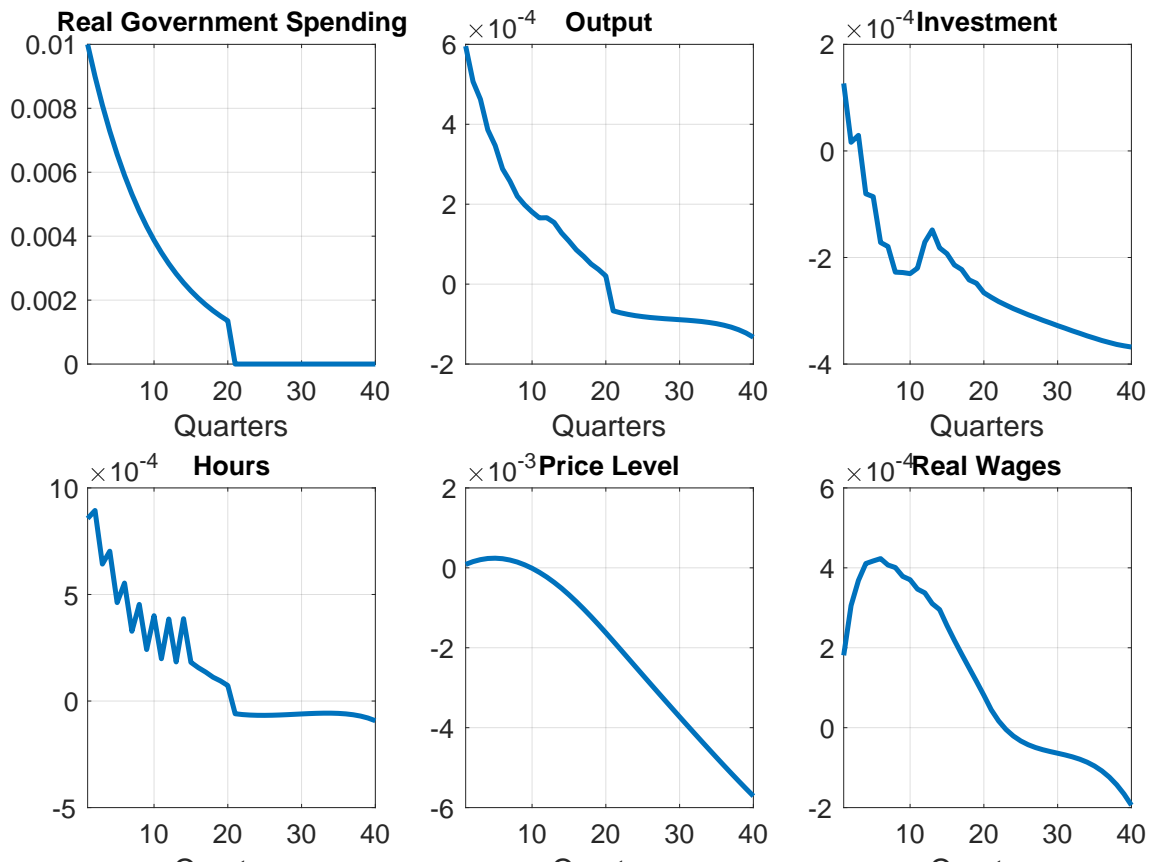 Real Government Spending
0.01
0.008
0.006
0.004
0.002
0
10 20 30 40
Quarters
×10^-4 Output
6
4
2
0
-2
10 20 30 40
Quarters
×10^-4 Investment
2
0
-2
-4
10 20 30 40
Quarters
×10^-4 Hours
10
5
0
-5
10 20 30 40
×10^-3 Price Level
2
0
-2
-4
-6
10 20 30 40
×10^-4 Real Wages
6
4
2
0
-2
10 20 30 40